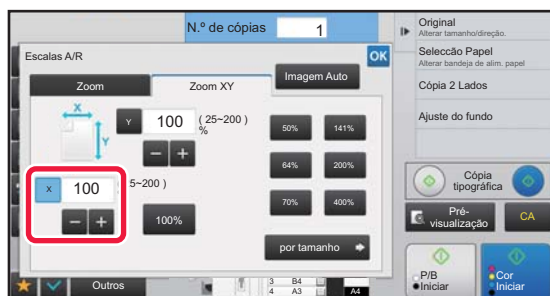 N.º de cópias 1
Escalas A/R
OK
Zoom
Zoom XY
Imagem Auto
X
Y
Y 100 ( 25~200 )
%
X 100 5~200 )
100%
50% 141%
64% 200%
70% 400%
por tamanho
Outros
3 B4
4 A3
A4
Original
Alterar tamanho/direção.
Seleccão Papel
Alterar bandeja de alim. papel
Cópia 2 Lados
Ajuste do fundo
Cópia
tipográfica
Pré-
visualização
CA
P/B
Iniciar
Cor
Iniciar